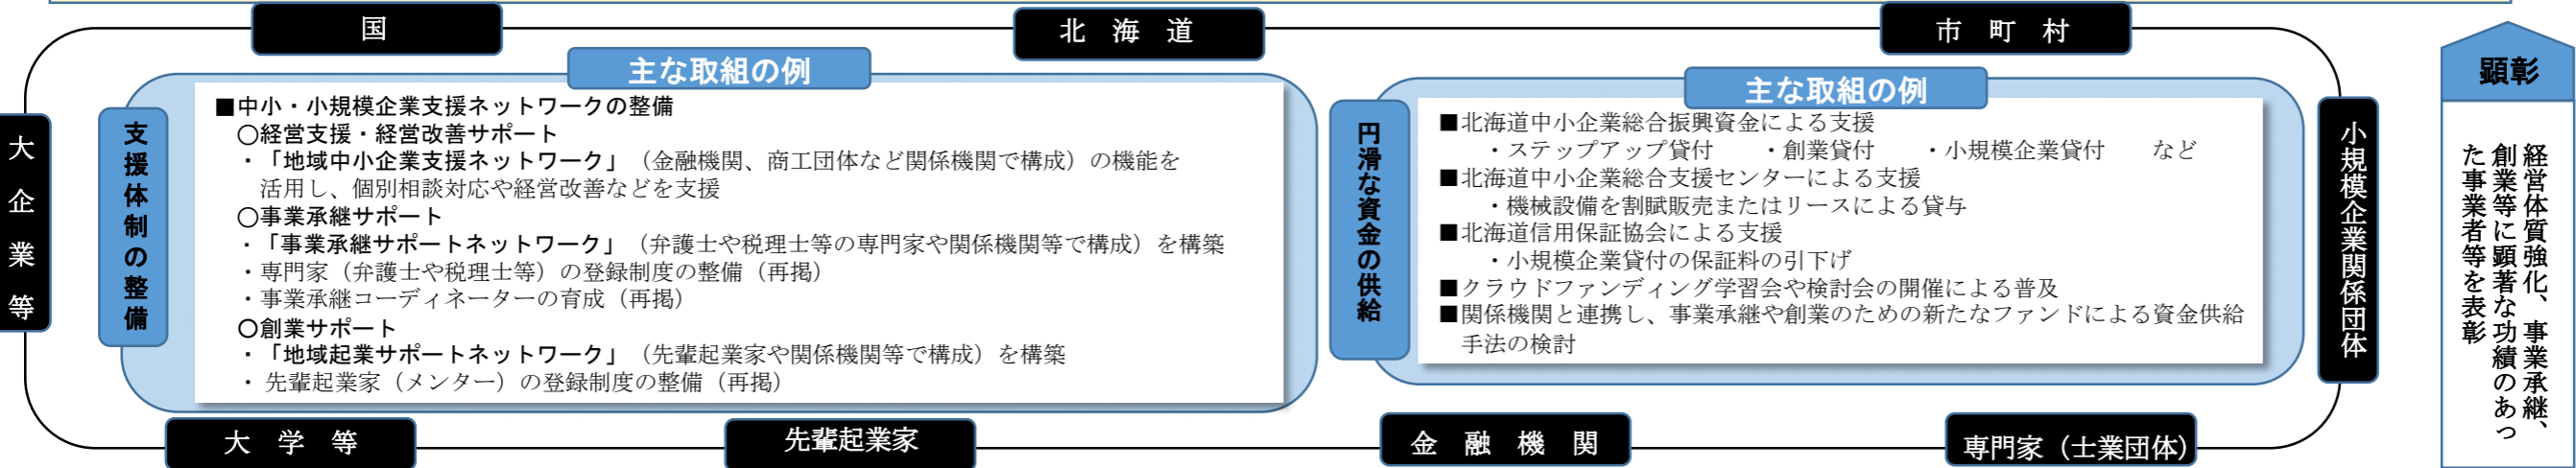 国
北 海 道
市 町 村
大企業等
支援体制の整備
主な取組の例
■中小・小規模企業支援ネットワークの整備
〇経営支援・経営改善サポート
・「地域中小企業支援ネットワーク」（金融機関、商工団体など関係機関で構成）の機能を
活用し、個別相談対応や経営改善などを支援
〇事業承継サポート
・「事業承継サポートネットワーク」（弁護士や税理士等の専門家や関係機関等で構成）を構築
・専門家（弁護士や税理士等）の登録制度の整備（再掲）
・事業承継コーディネーターの育成（再掲）
〇創業サポート
・「地域起業サポートネットワーク」（先輩起業家や関係機関等で構成）を構築
・ 先輩起業家（メンター）の登録制度の整備（再掲）
円滑な資金の供給
主な取組の例
■北海道中小企業総合振興資金による支援
・ステップアップ貸付　・創業貸付　・小規模企業貸付　など
■北海道中小企業総合支援センターによる支援
・機械設備を割賦販売またはリースによる貸与
■北海道信用保証協会による支援
・小規模企業貸付の保証料の引下げ
■クラウドファンディング学習会や検討会の開催による普及
■関係機関と連携し、事業承継や創業のための新たなファンドによる資金供給
手法の検討
小規模企業関係団体
顕彰
経営体質強化、事業承継、
創業等に顕著な功績のあっ
た事業者等を表彰
大 学 等
先輩起業家
金 融 機 関
専門家（士業団体）